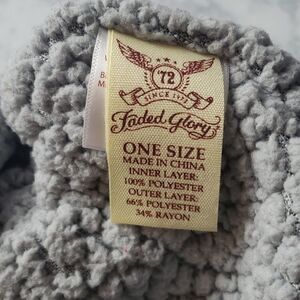 '72
SINCE 1972
Faded Glory
ONE SIZE
MADE IN CHINA
INNER LAYER:
100% POLYESTER
OUTER LAYER:
66% POLYESTER
34% RAYON